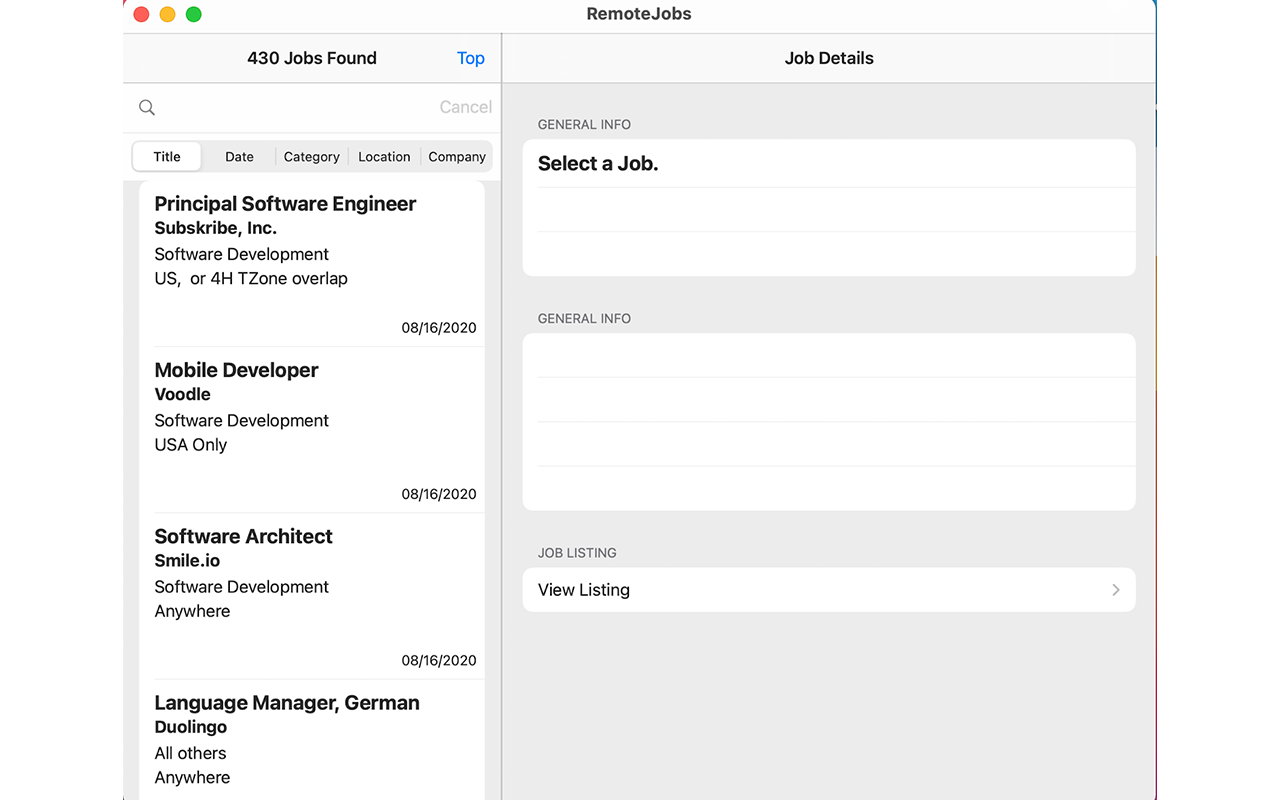 RemoteJobs
430 Jobs Found Top
Cancel
Title Date Category Location Company
Principal Software Engineer
Subskribe, Inc.
Software Development
US,  or 4H TZone overlap
08/16/2020
Mobile Developer
Voodle
Software Development
USA Only
08/16/2020
Software Architect
Smile.io
Software Development
Anywhere
08/16/2020
Language Manager, German
Duolingo
All others
Anywhere
Job Details
GENERAL INFO
Select a Job.
GENERAL INFO
JOB LISTING
View Listing